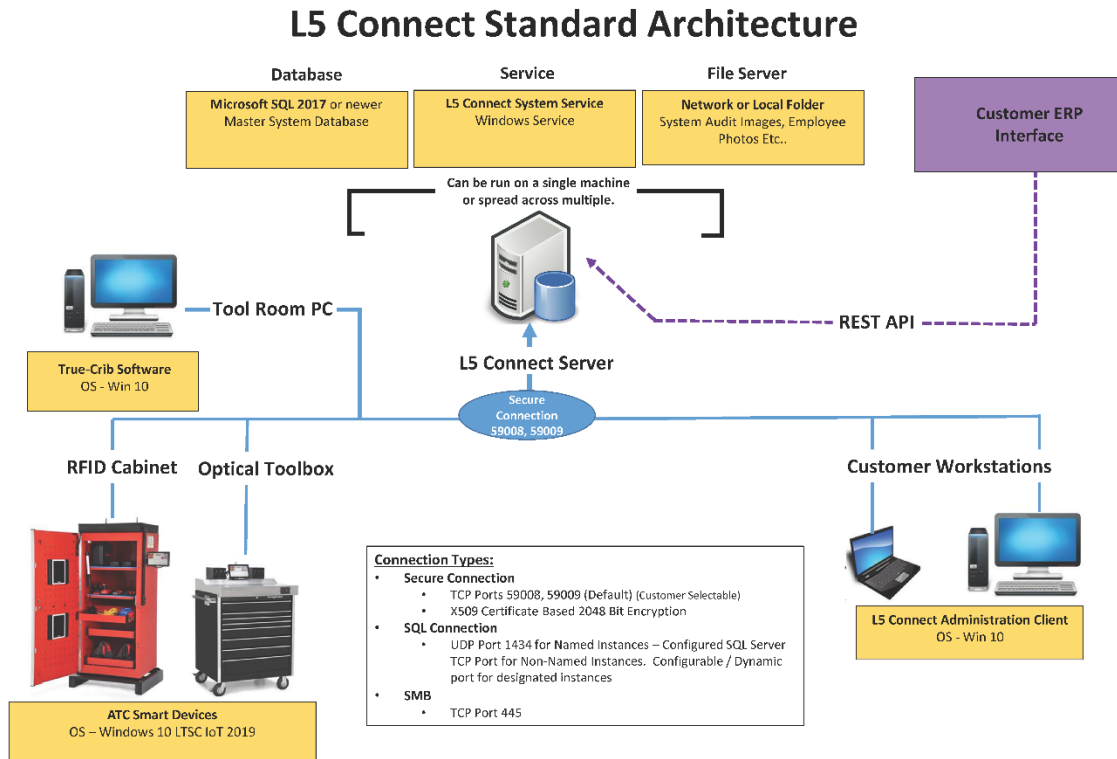 L5 Connect Standard Architecture
Database
Service
File Server
Microsoft SQL 2017 or newer
Master System Database
L5 Connect System Service
Windows Service
Network or Local Folder
System Audit Images, Employee
Photos Etc..
Customer ERP
Interface
Can be run on a single machine
or spread across multiple.
Tool Room PC
REST API
True-Crib Software
OS - Win 10
L5 Connect Server
Secure
Connection
59008, 59009
RFID Cabinet
Optical Toolbox
Customer Workstations
Connection Types:
• Secure Connection
• TCP Ports 59008, 59009 (Default) (Customer Selectable)
• X509 Certificate Based 2048 Bit Encryption
• SQL Connection
• UDP Port 1434 for Named Instances – Configured SQL Server
TCP Port for Non-Named Instances. Configurable / Dynamic
port for designated instances
• SMB
• TCP Port 445
L5 Connect Administration Client
OS - Win 10
ATC Smart Devices
OS – Windows 10 LTSC IoT 2019